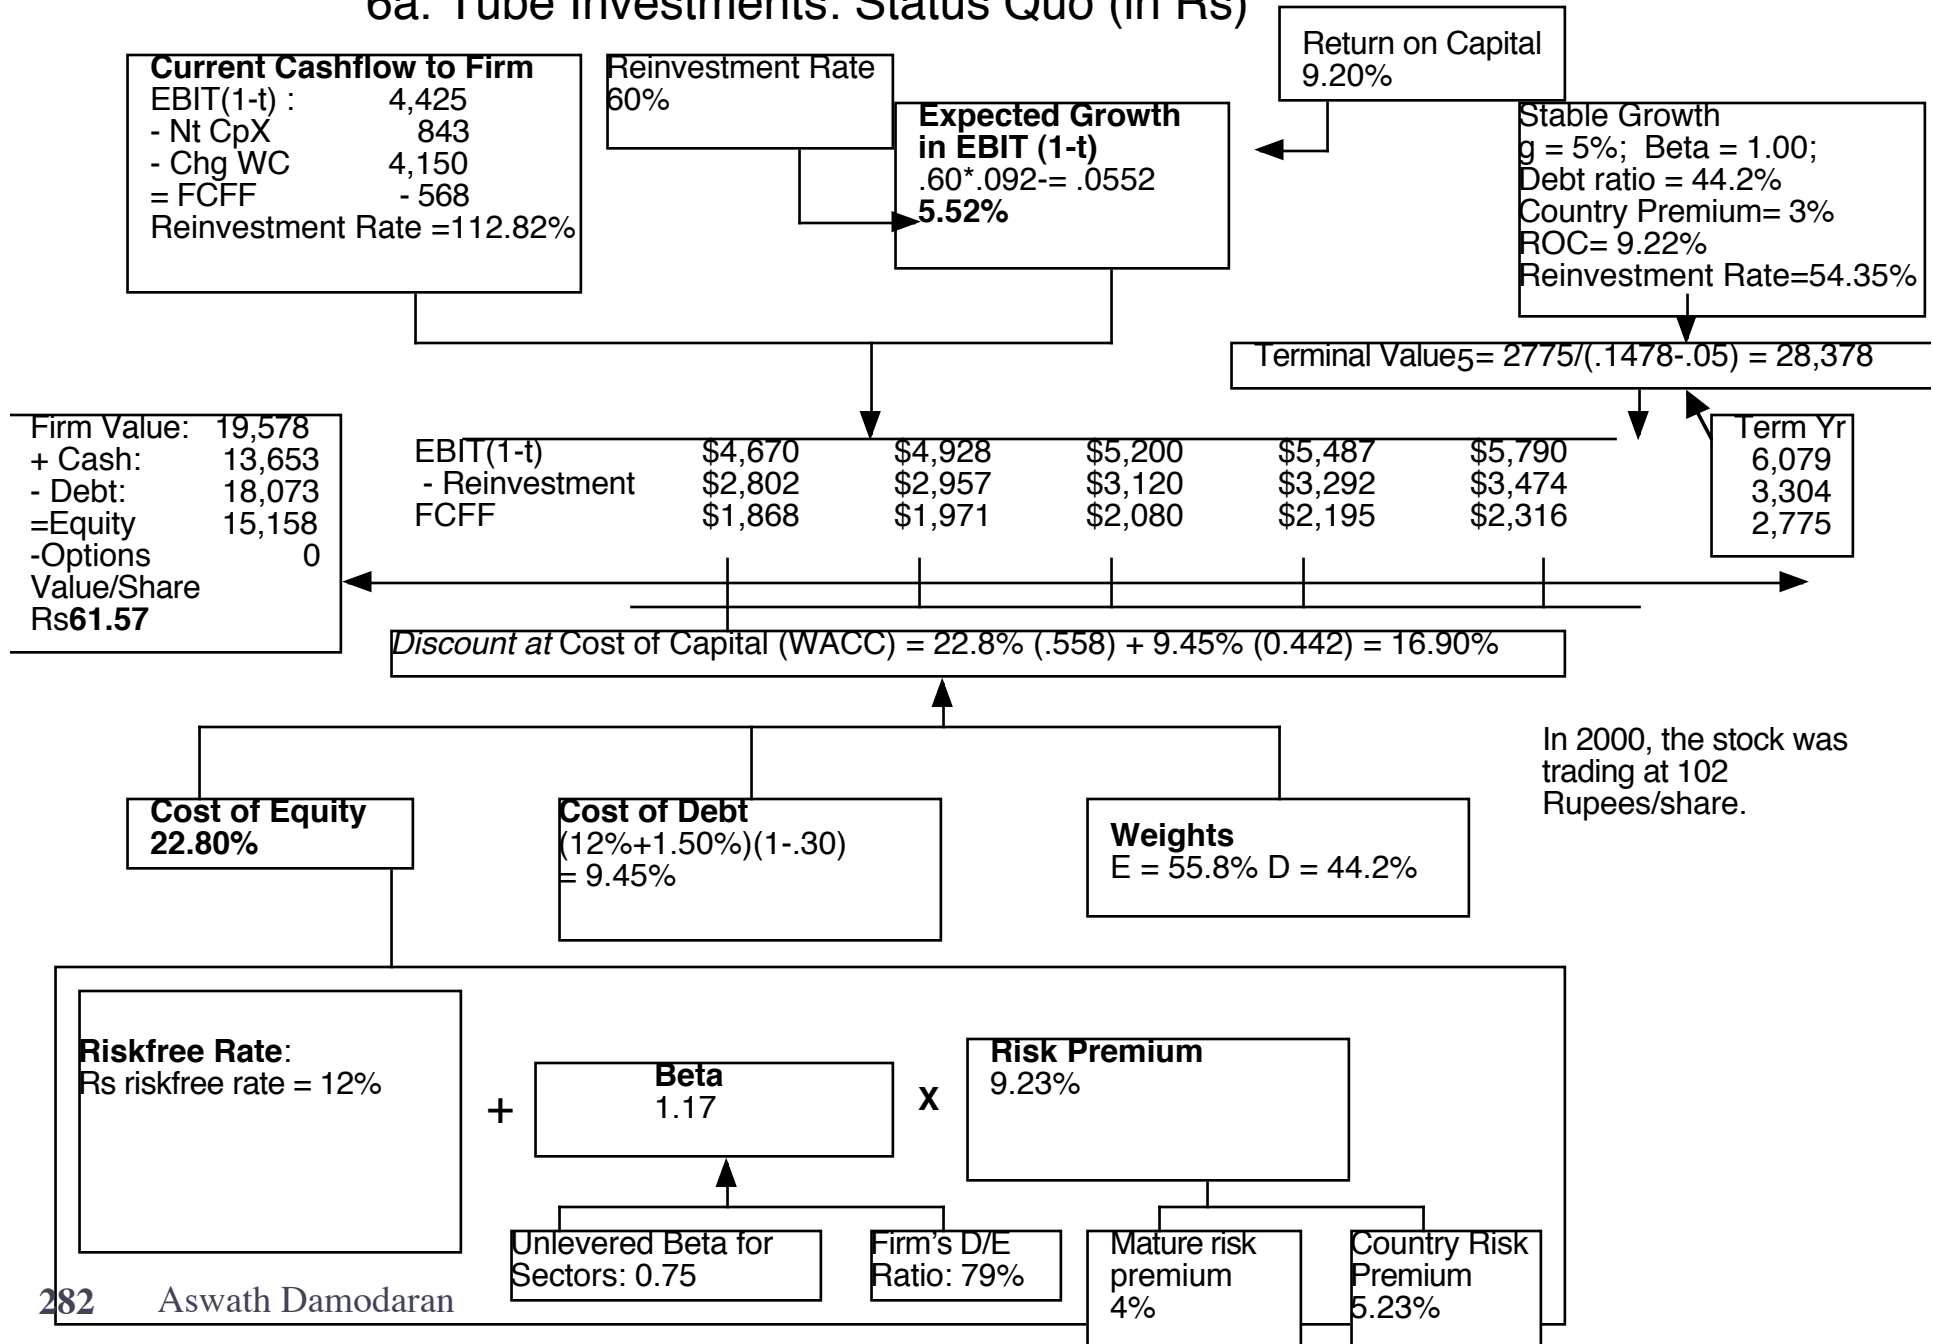 6a. Tube Investments: Status Quo (in Rs)
Current Cashflow to Firm
EBIT(1-t) : 4,425
- Nt CpX 843
- Chg WC 4,150
= FCFF - 568
Reinvestment Rate =112.82%
Reinvestment Rate
60%
Expected Growth
in EBIT (1-t)
.60*.092-= .0552
5.52%
Return on Capital
9.20%
Stable Growth
g = 5%; Beta = 1.00;
Debt ratio = 44.2%
Country Premium= 3%
ROC= 9.22%
Reinvestment Rate=54.35%
Terminal Value5= 2775/(.1478-.05) = 28,378
Firm Value: 19,578
+ Cash: 13,653
- Debt: 18,073
=Equity 15,158
-Options 0
Value/Share
Rs61.57
EBIT(1-t) $4,670 $4,928 $5,200 $5,487 $5,790
- Reinvestment $2,802 $2,957 $3,120 $3,292 $3,474
FCFF $1,868 $1,971 $2,080 $2,195 $2,316
Term Yr
6,079
3,304
2,775
Discount at Cost of Capital (WACC) = 22.8% (.558) + 9.45% (0.442) = 16.90%
In 2000, the stock was
trading at 102
Rupees/share.
Cost of Equity
22.80%
Cost of Debt
(12%+1.50%)(1-.30)
= 9.45%
Weights
E = 55.8% D = 44.2%
Riskfree Rate:
Rs riskfree rate = 12%
+
Beta
1.17
X
Risk Premium
9.23%
Unlevered Beta for
Sectors: 0.75
Firm's D/E
Ratio: 79%
Mature risk
premium
4%
Country Risk
Premium
5.23%
282 Aswath Damodaran